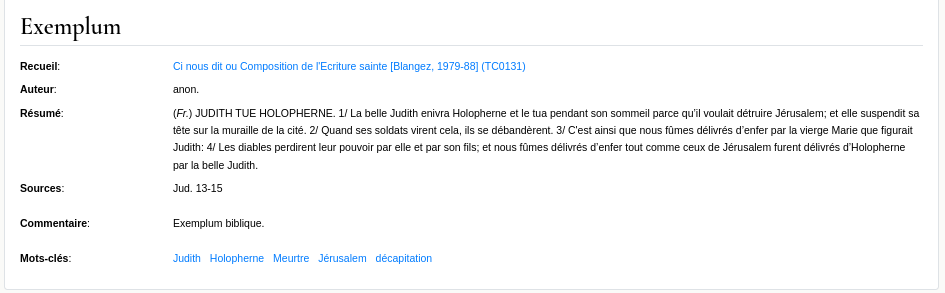 Exemplum
Recueil: Ci nous dit ou Composition de l'Ecriture sainte [Blangez, 1979-88] (TC0131)
Auteur: anon.
Résumé: (Fr.) JUDITH TUE HOLOPHERNE. 1/ La belle Judith enivra Holopherne et le tua pendant son sommeil parce qu'il voulait détruire Jérusalem; et elle suspendit sa
tête sur la muraille de la cité. 2/ Quand ses soldats virent cela, ils se débandèrent. 3/ C'est ainsi que nous fûmes délivrés d'enfer par la vierge Marie que figurait
Judith: 4/ Les diables perdirent leur pouvoir par elle et par son fils; et nous fûmes délivrés d'enfer tout comme ceux de Jérusalem furent délivrés d'Holopherne
par la belle Judith.
Sources: Jud. 13-15
Commentaire: Exemplum biblique.
Mots-clés: Judith Holopherne Meurtre Jérusalem décapitation